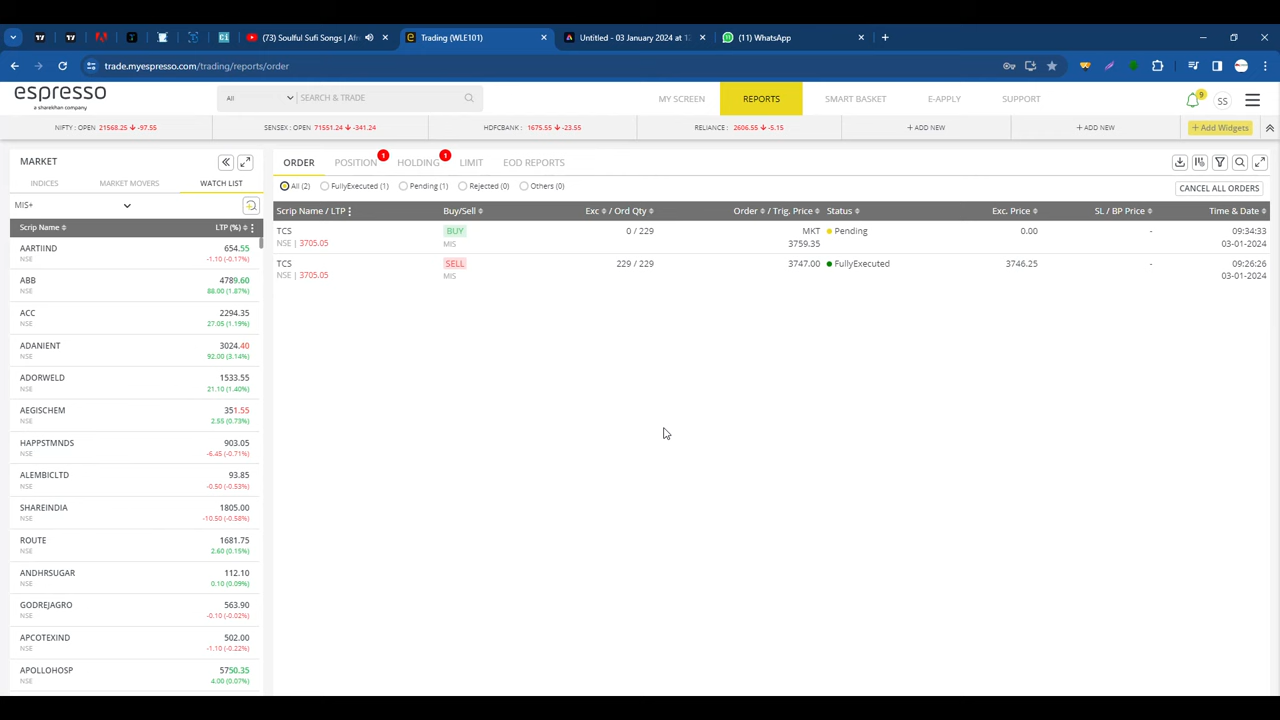 (73) Soulful Sufi Songs | Afr
Trading (WLE101)
Untitled - 03 January 2024 at 1
(11) WhatsApp
trade.myespresso.com/trading/reports/order
espresso
a sharekhan company
All
SEARCH & TRADE
MY SCREEN
REPORTS
SMART BASKET
E-APPLY
SUPPORT
9
SS
NIFTY : OPEN 21568.25 -97.55
SENSEX : OPEN 71551.24 -341.24
HDFCBANK : 1675.55 -23.55
RELIANCE : 2606.55 -5.15
+ ADD NEW
+ ADD NEW
+ Add Widgets
MARKET
INDICES
MARKET MOVERS
WATCH LIST
MIS+
Scrip Name
LTP (%)
AARTIIND 654.55
NSE -1.10 (-0.17%)
ABB 4789.60
NSE 88.00 (1.87%)
ACC 2294.35
NSE 27.05 (1.19%)
ADANIENT 3024.40
NSE 92.00 (3.14%)
ADORWELD 1533.55
NSE 21.10 (1.40%)
AEGISCHEM 351.55
NSE 2.55 (0.73%)
HAPPSTMNDS 903.05
NSE -6.45 (-0.71%)
ALEMBICLTD 93.85
NSE -0.50 (-0.53%)
SHAREINDIA 1805.00
NSE -10.50 (-0.58%)
ROUTE 1681.75
NSE 2.60 (0.15%)
ANDHRSUGAR 112.10
NSE 0.10 (0.09%)
GODREJAGRO 563.90
NSE -0.10 (-0.02%)
APCOTEXIND 502.00
NSE -1.10 (-0.22%)
APOLLOHOSP 5750.35
NSE 4.00 (0.07%)
ORDER
POSITION 1
HOLDING 1
LIMIT
EOD REPORTS
All (2)
FullyExecuted (1)
Pending (1)
Rejected (0)
Others (0)
CANCEL ALL ORDERS
Scrip Name / LTP Buy/Sell Exc / Ord Qty Order / Trig. Price Status Exc. Price SL / BP Price Time & Date
TCS BUY 0 / 229 MKT Pending 0.00 - 09:34:33
NSE | 3705.05 MIS 3759.35 03-01-2024
TCS SELL 229 / 229 3747.00 FullyExecuted 3746.25 - 09:26:26
NSE | 3705.05 MIS 03-01-2024